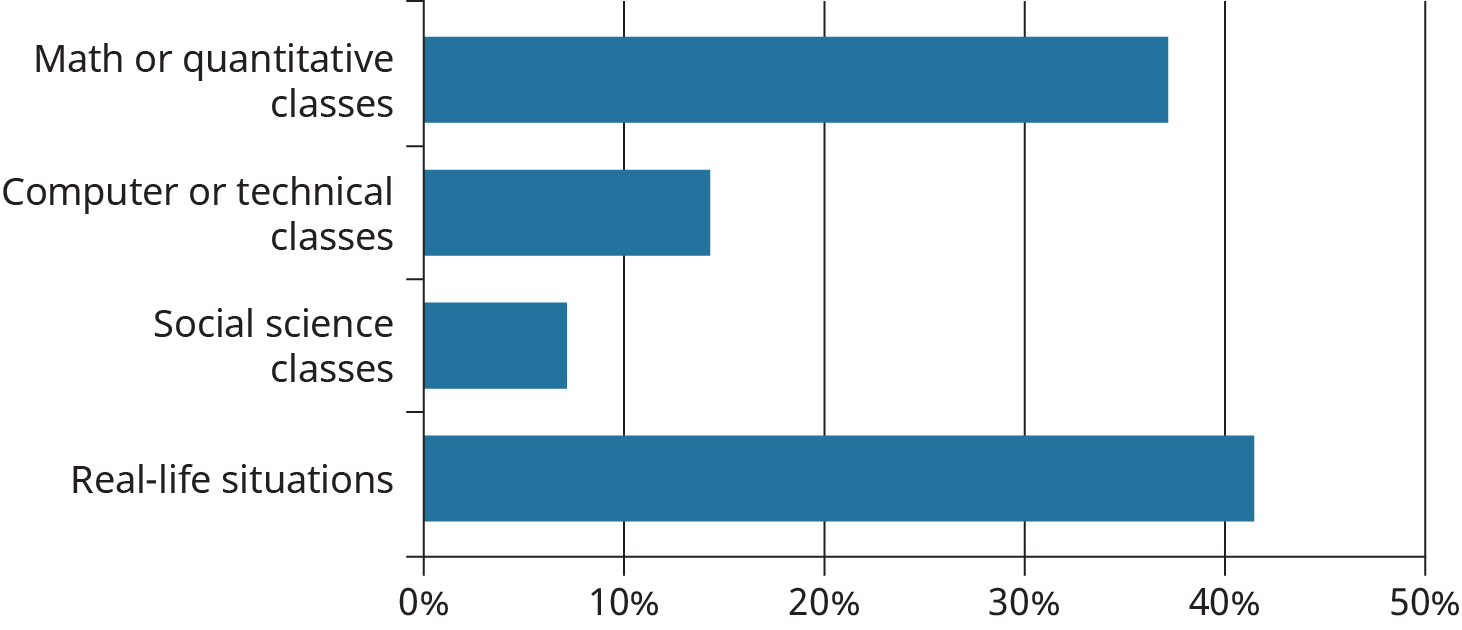 Math or quantitative
classes
Computer or technical
classes
Social science
classes
Real-life situations
0% 10% 20% 30% 40% 50%